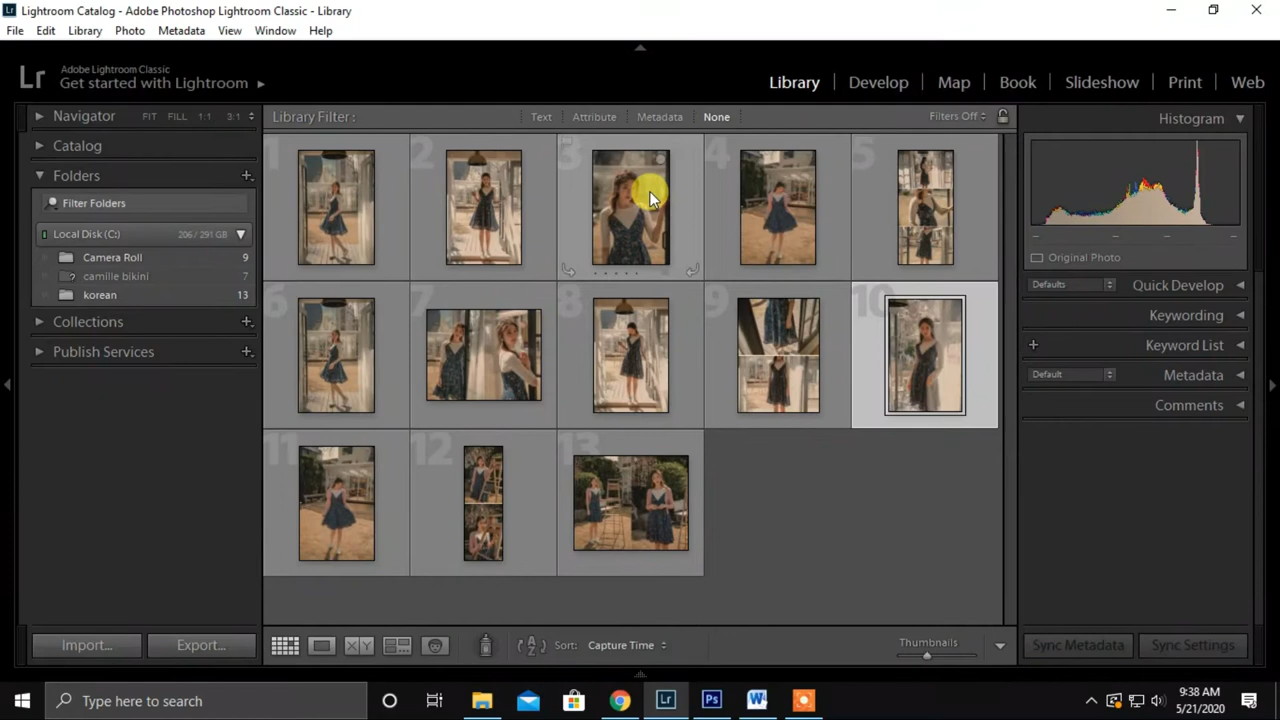 Lightroom Catalog - Adobe Photoshop Lightroom Classic - Library
File Edit Library Photo Metadata View Window Help
Lr
Adobe Lightroom Classic
Get started with Lightroom
Library | Develop | Map | Book | Slideshow | Print | Web
Navigator FIT FILL 1:1 3:1
Catalog
Folders
Filter Folders
Local Disk (C:) 206 / 291 GB
Camera Roll 9
camille bikini 7
korean 13
Collections
Publish Services
Import...
Export...
Library Filter : Text Attribute Metadata None Filters Off
1 2 3 4 5
6 7 8 9 10
11 12 13
Sort: Capture Time
Thumbnails
Histogram
Original Photo
Defaults Quick Develop
Keywording
Keyword List
Default Metadata
Comments
Sync Metadata Sync Settings
Type here to search
Lr
Ps
W
9:38 AM
5/21/2020